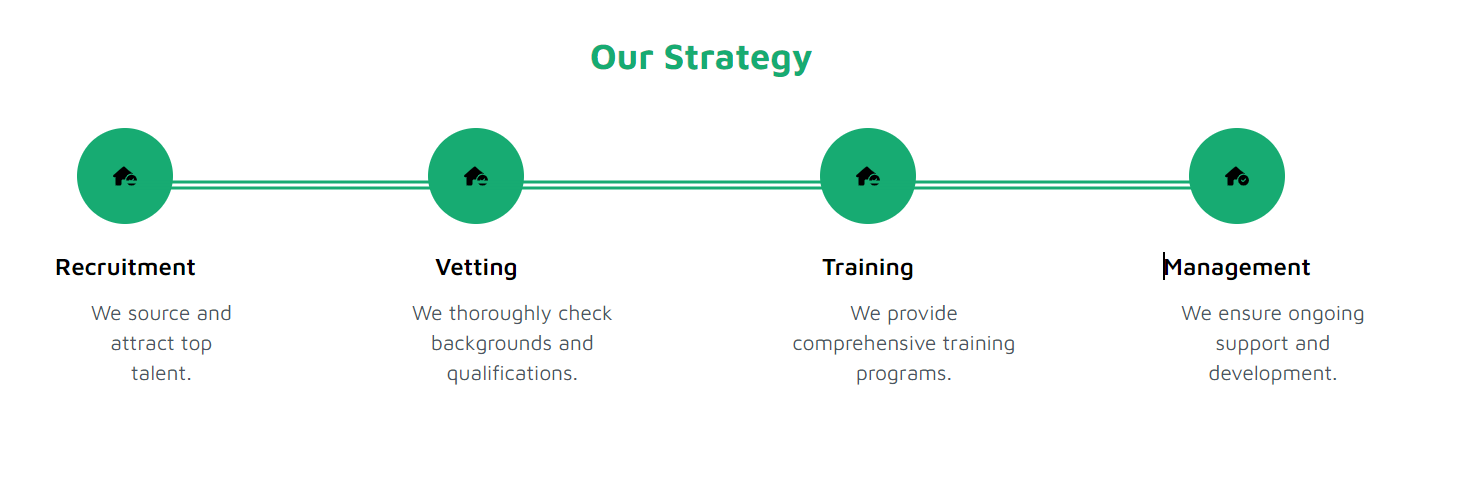 Our Strategy
Recruitment
We source and
attract top
talent.
Vetting
We thoroughly check
backgrounds and
qualifications.
Training
We provide
comprehensive training
programs.
Management
We ensure ongoing
support and
development.